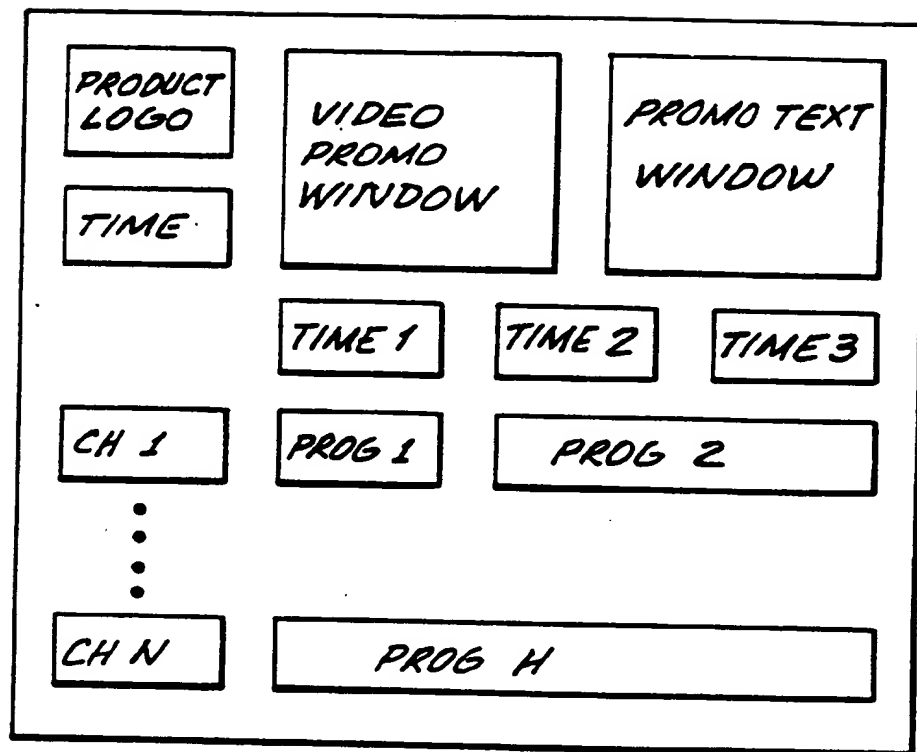 PRODUCT
LOGO
VIDEO
PROMO
WINDOW
PROMO TEXT
WINDOW
TIME
TIME 1
TIME 2
TIME 3
CH 1
PROG 1
PROG 2
CH N
PROG H